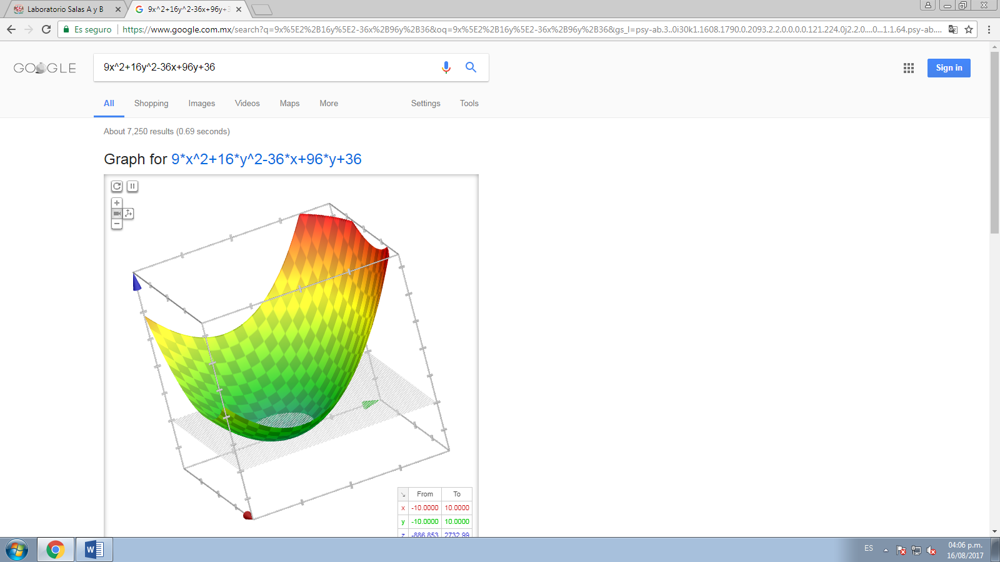 Laboratorio Salas A y B
9x^2+16y^2-36x+96y+3
Es seguro
https://www.google.com.mx/search?q=9x%5E2%2B16y%5E2-36x%2B96y%2B36&oq=9x%5E2%2B16y%5E2-36x%2B96y%2B36&gs_l=psy-ab.3..0i30k1.1608.1790.0.2093.2.2.0.0.0.0.121.224.0j2.2.0....0...1.1.64.psy-ab....
GOOGLE
9x^2+16y^2-36x+96y+36
Sign in
All Shopping Images Videos Maps More Settings Tools
About 7,250 results (0.69 seconds)
Graph for 9*x^2+16*y^2-36*x+96*y+36
From To
x -10.0000 10.0000
y -10.0000 10.0000
z -886.853 2732.99
W
ES
04:06 p.m.
16/08/2017